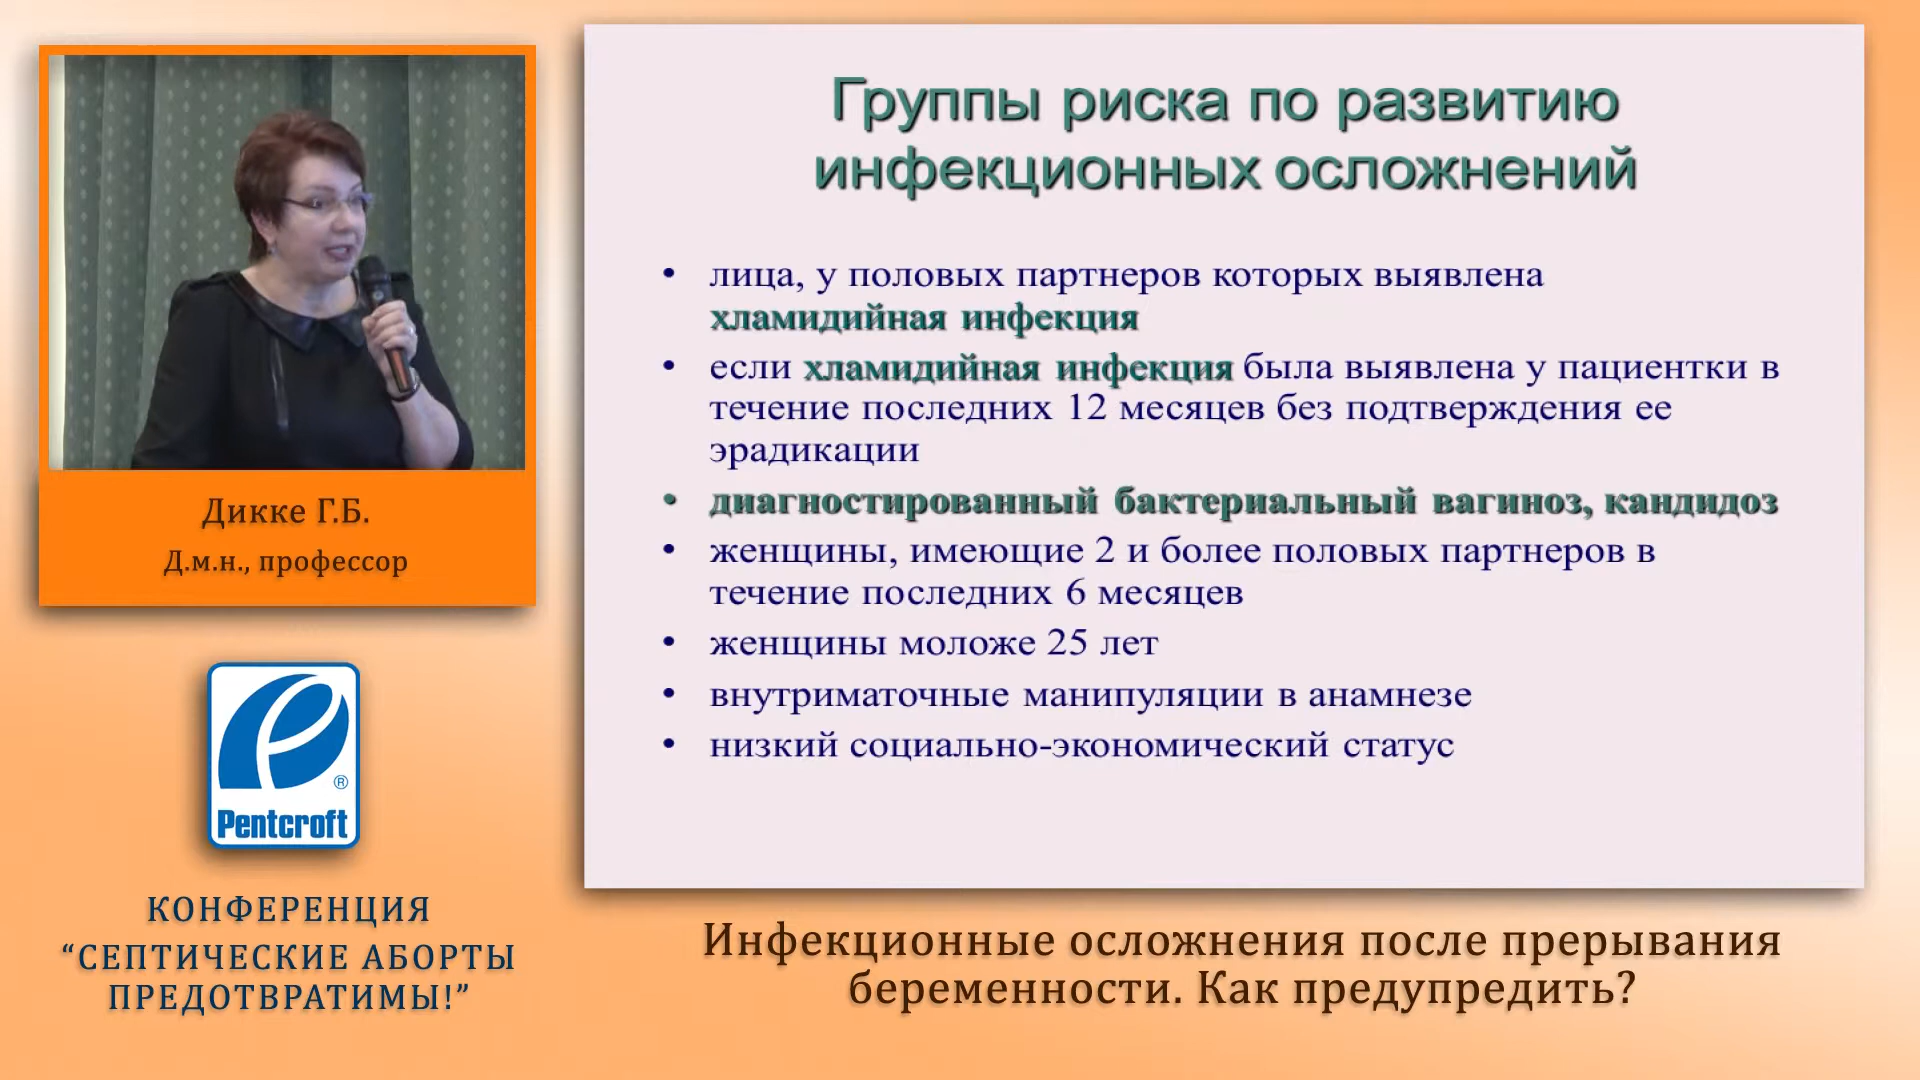 Группы риска по развитию
инфекционных осложнений
• лица, у половых партнеров которых выявлена
хламидийная инфекция
• если хламидийная инфекция была выявлена у пациентки в
течение последних 12 месяцев без подтверждения ее
эрадикации
• диагностированный бактериальный вагиноз, кандидоз
• женщины, имеющие 2 и более половых партнеров в
течение последних 6 месяцев
• женщины моложе 25 лет
• внутриматочные манипуляции в анамнезе
• низкий социально-экономический статус
Дикке Г.Б.
Д.м.н., профессор
®
Pentcroft
КОНФЕРЕНЦИЯ
“СЕПТИЧЕСКИЕ АБОРТЫ
ПРЕДОТВРАТИМЫ!”
Инфекционные осложнения после прерывания
беременности. Как предупредить?